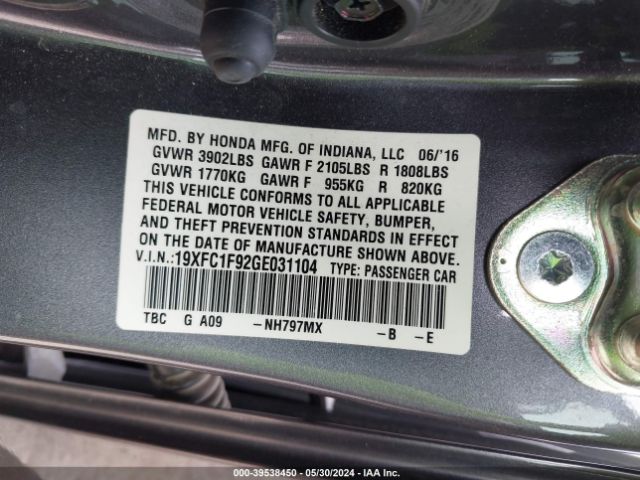 MFD. BY HONDA MFG. OF INDIANA, LLC 06/'16
GVWR 3902LBS GAWR F 2105LBS R 1808LBS
GVWR 1770KG GAWR F 955KG R 820KG
THIS VEHICLE CONFORMS TO ALL APPLICABLE
FEDERAL MOTOR VEHICLE SAFETY, BUMPER,
AND THEFT PREVENTION STANDARDS IN EFFECT
ON THE DATE OF MANUFACTURE SHOWN ABOVE.
V.I.N.:19XFC1F92GE031104 TYPE: PASSENGER CAR
TBC G A09 -NH797MX -B -E
000-39538450 - 05/30/2024 - IAA Inc.